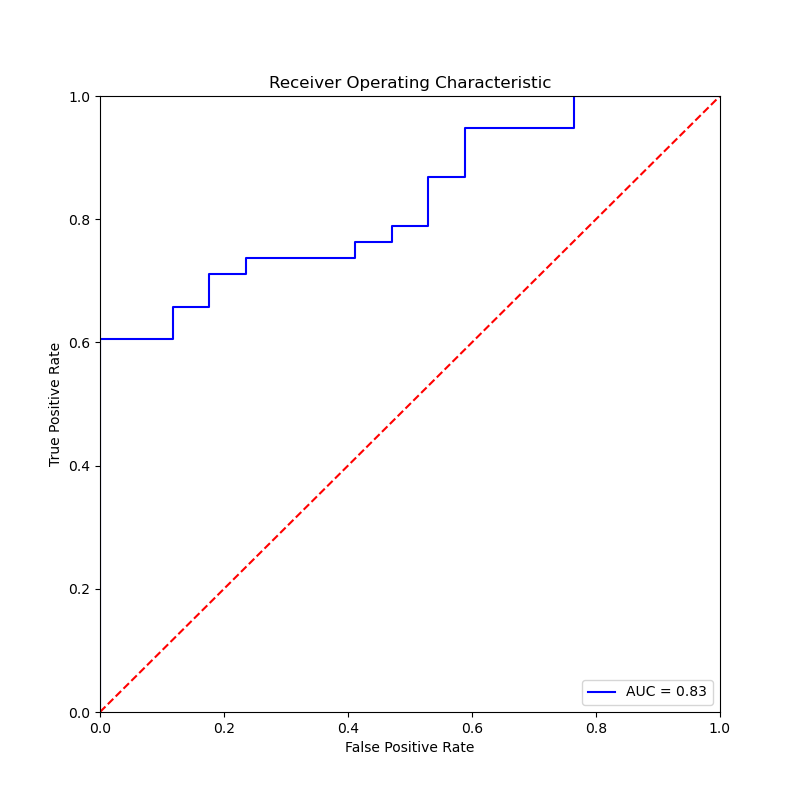 Receiver Operating Characteristic
True Positive Rate
1.0
0.8
0.6
0.4
0.2
0.0
AUC = 0.83
0.0 0.2 0.4 0.6 0.8 1.0
False Positive Rate